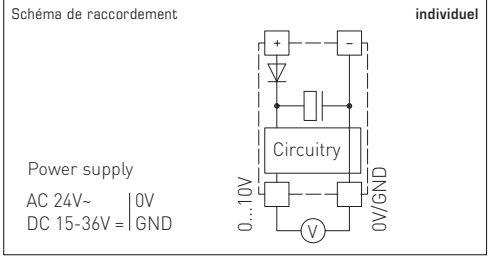 Schéma de raccordement
individuel
+
−
Circuitry
Power supply
AC 24V~ | 0V
DC 15-36V = | GND
0...10V
0V/GND
V